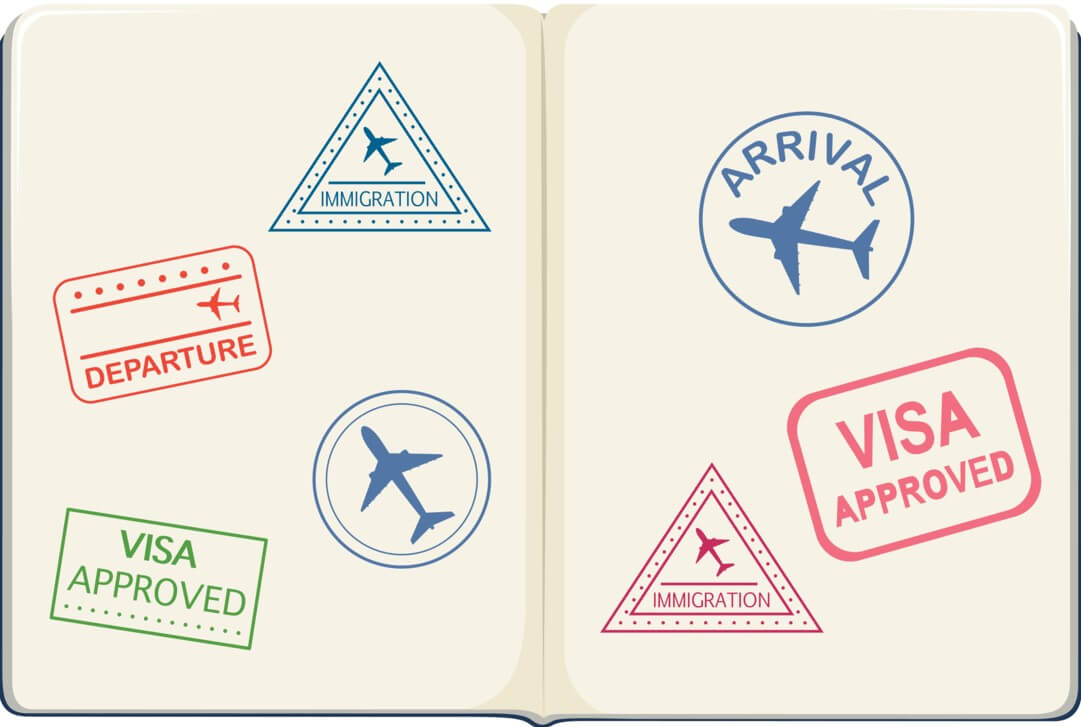 IMMIGRATION
DEPARTURE
VISA
APPROVED
ARRIVAL
VISA
APPROVED
IMMIGRATION